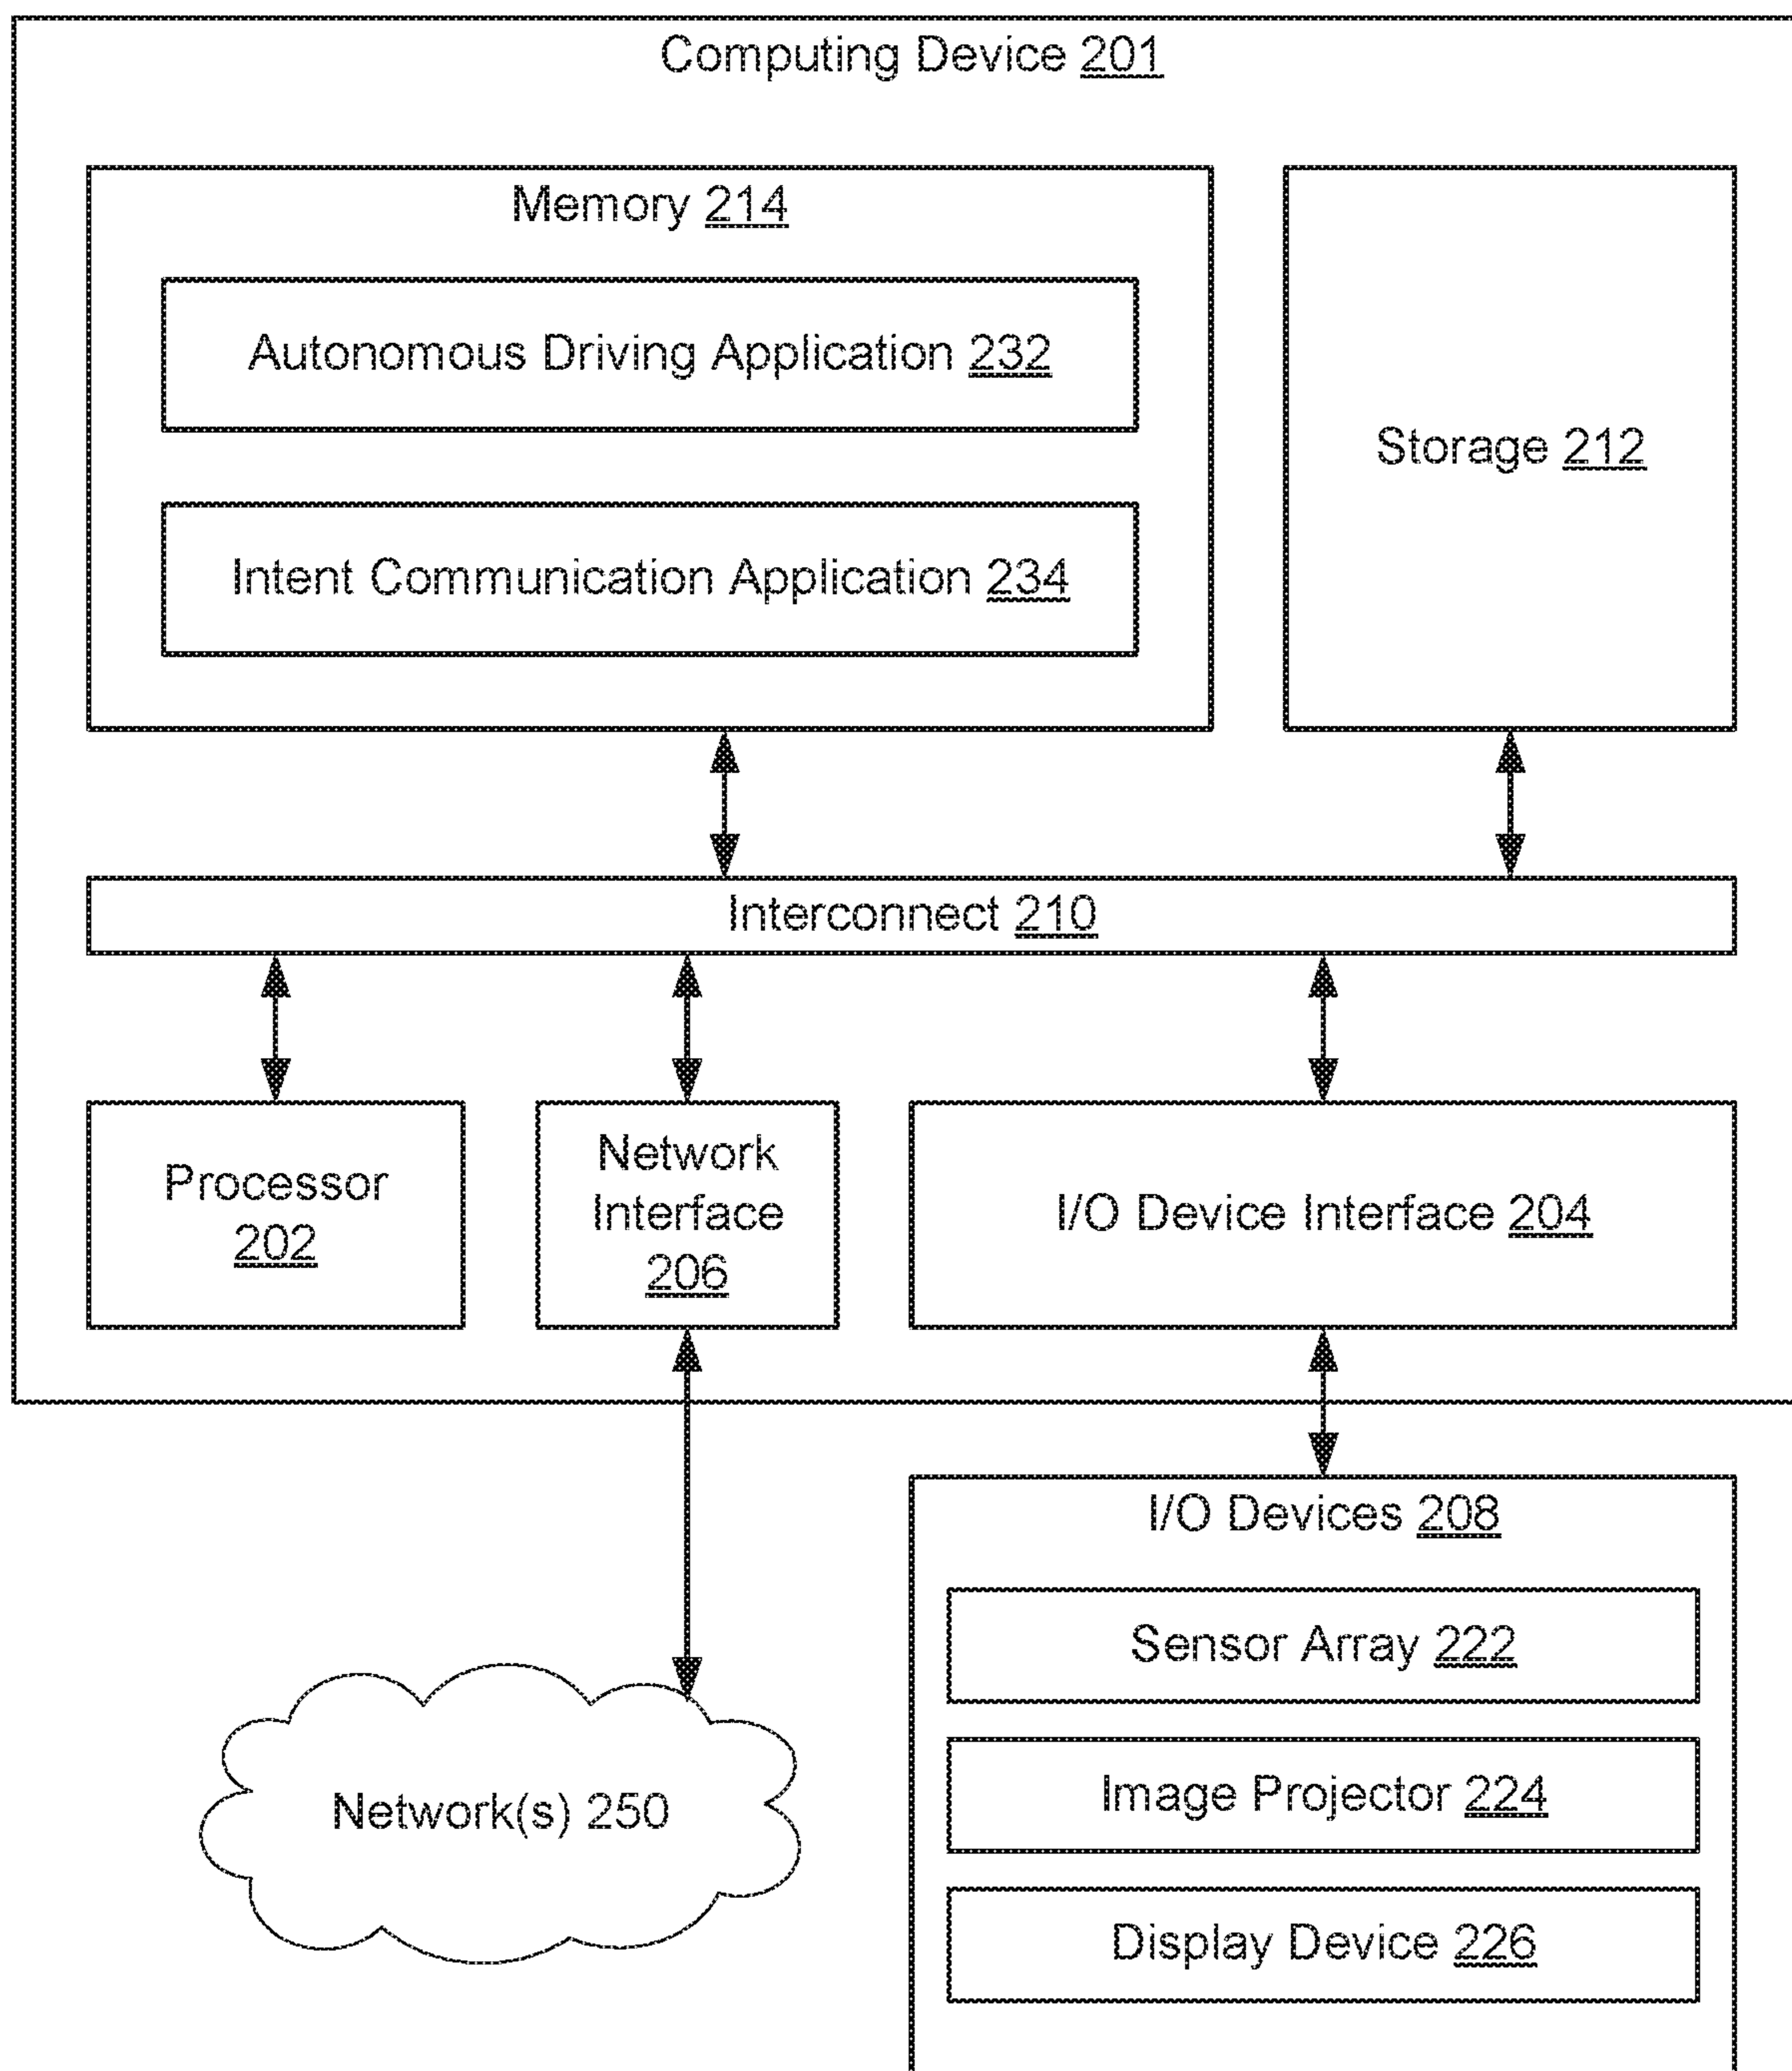 Computing Device 201
Memory 214
Autonomous Driving Application 232
Intent Communication Application 234
Storage 212
Interconnect 210
Processor
202
Network
Interface
206
I/O Device Interface 204
I/O Devices 208
Sensor Array 222
Image Projector 224
Display Device 226
Network(s) 250